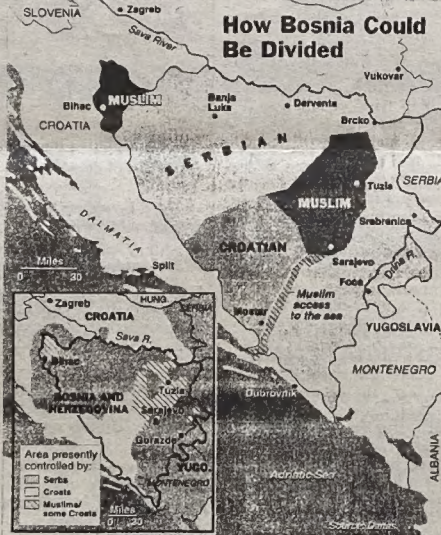 How Bosnia Could
Be Divided
SLOVENIA
Zagreb
Sava River
Vukovar
Bihac
MUSLIM
Banja
Luka
Derventa
Brcko
CROATIA
SERBIAN
SERBIA
Tuzla
MUSLIM
Srebrenica
DALMATIA
CROATIAN
Sarajevo
Drina R.
Miles
0 30
Split
Foca
Muslim
access
to the sea
Mostar
YUGOSLAVIA
MONTENEGRO
Dubrovnik
ALBANIA
Adriatic Sea
Zagreb
HUNG.
CROATIA
SERBIA
Sava R.
Bihac
BOSNIA AND
HERZEGOVINA
Tuzla
Sarajevo
Gorazde
YUGO.
MONTENEGRO
Area presently
controlled by:
Serbs
Croats
Muslims/
some Croats
Miles
0 30